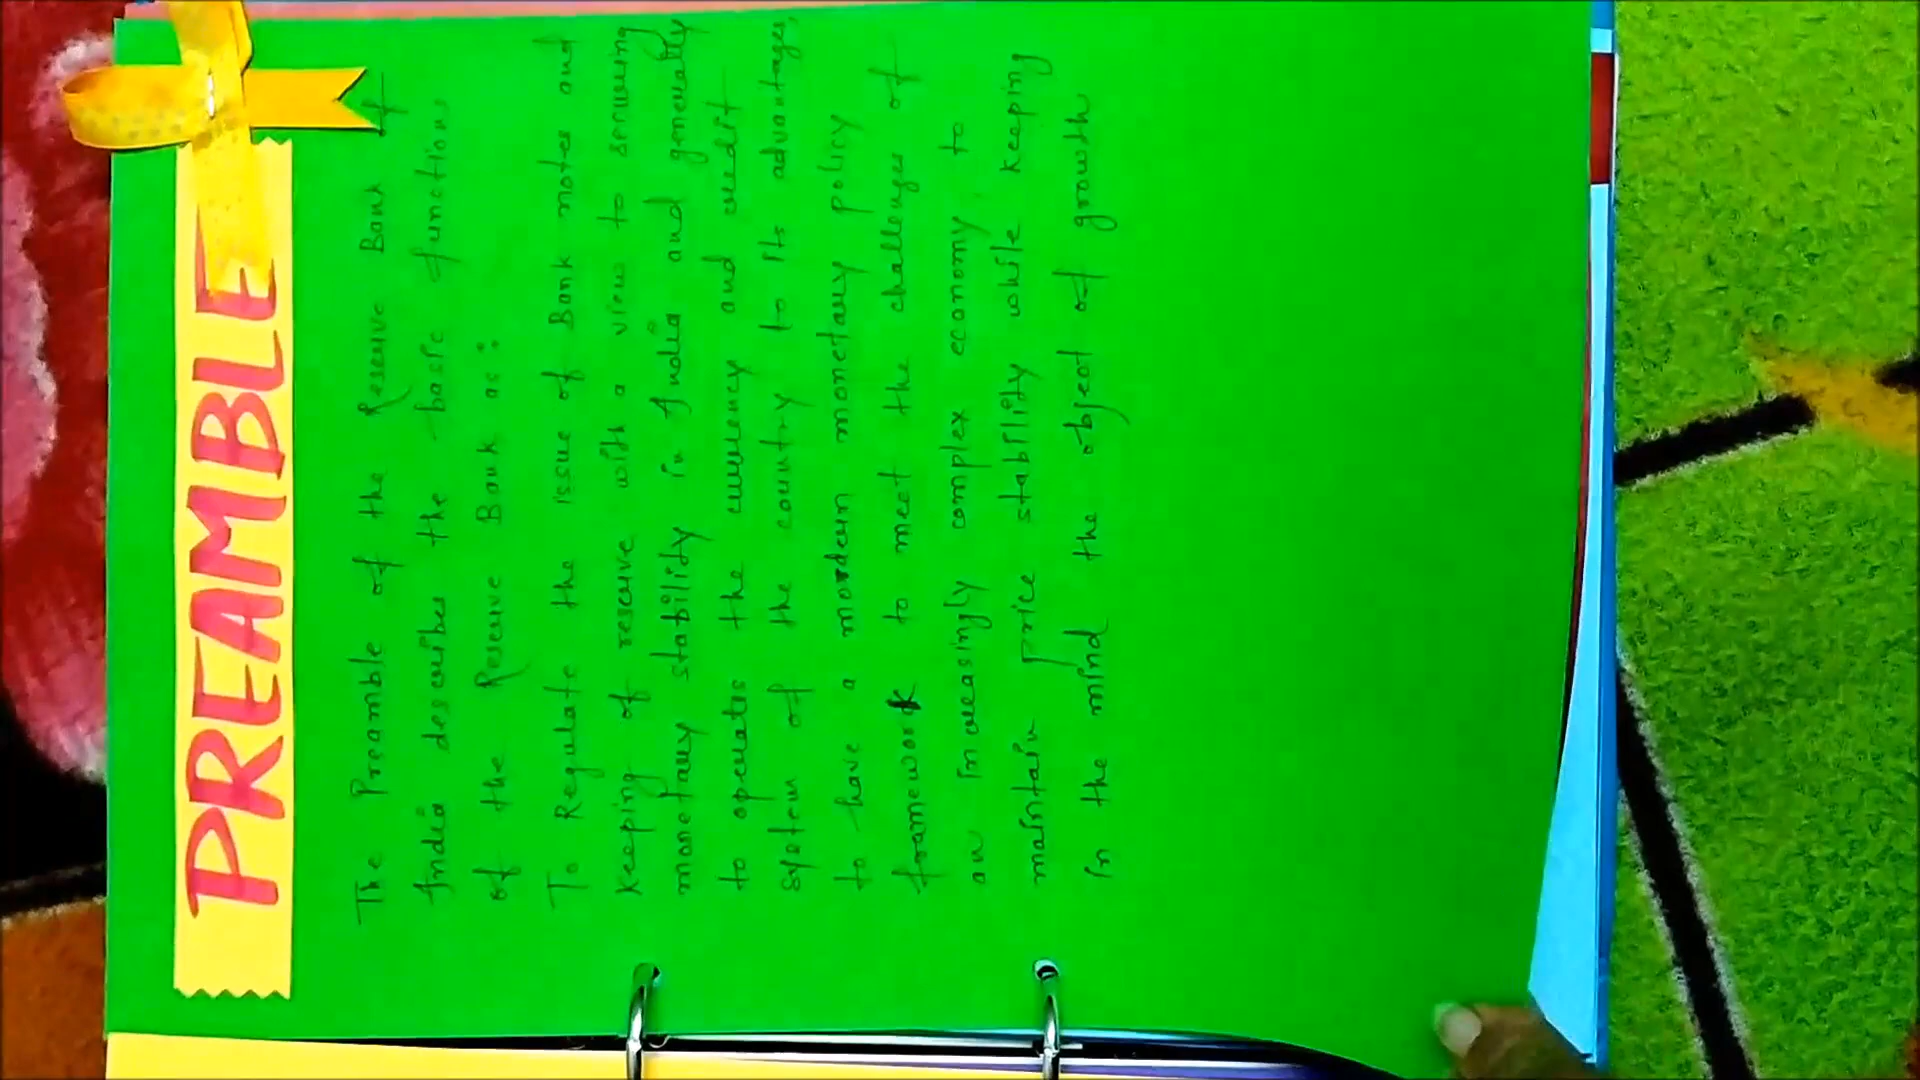 PREAMBLE
The Preamble of the Reserve Bank of
India describes the basic functions
of the Reserve Bank as:
To Regulate the issue of Bank notes and
keeping of reserve with a view to securing
monetary stability in India and generally
to operates the currency and credit
system of the country to its advantages,
to have a mordern monetary policy
framework to meet the challenges of
an increasingly complex economy to
maintain price stability while keeping
in the mind the object of growth